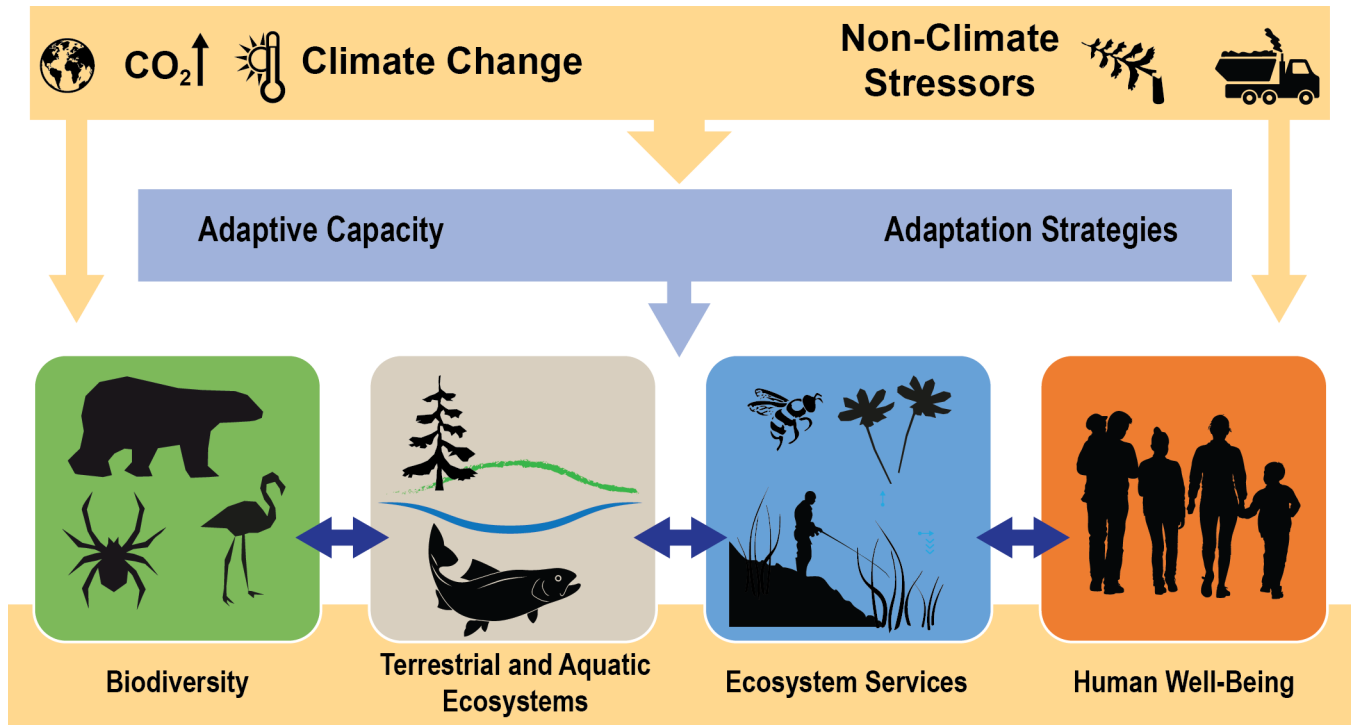 CO₂ Climate Change
Non-Climate
Stressors
Adaptive Capacity
Adaptation Strategies
Biodiversity
Terrestrial and Aquatic
Ecosystems
Ecosystem Services
Human Well-Being